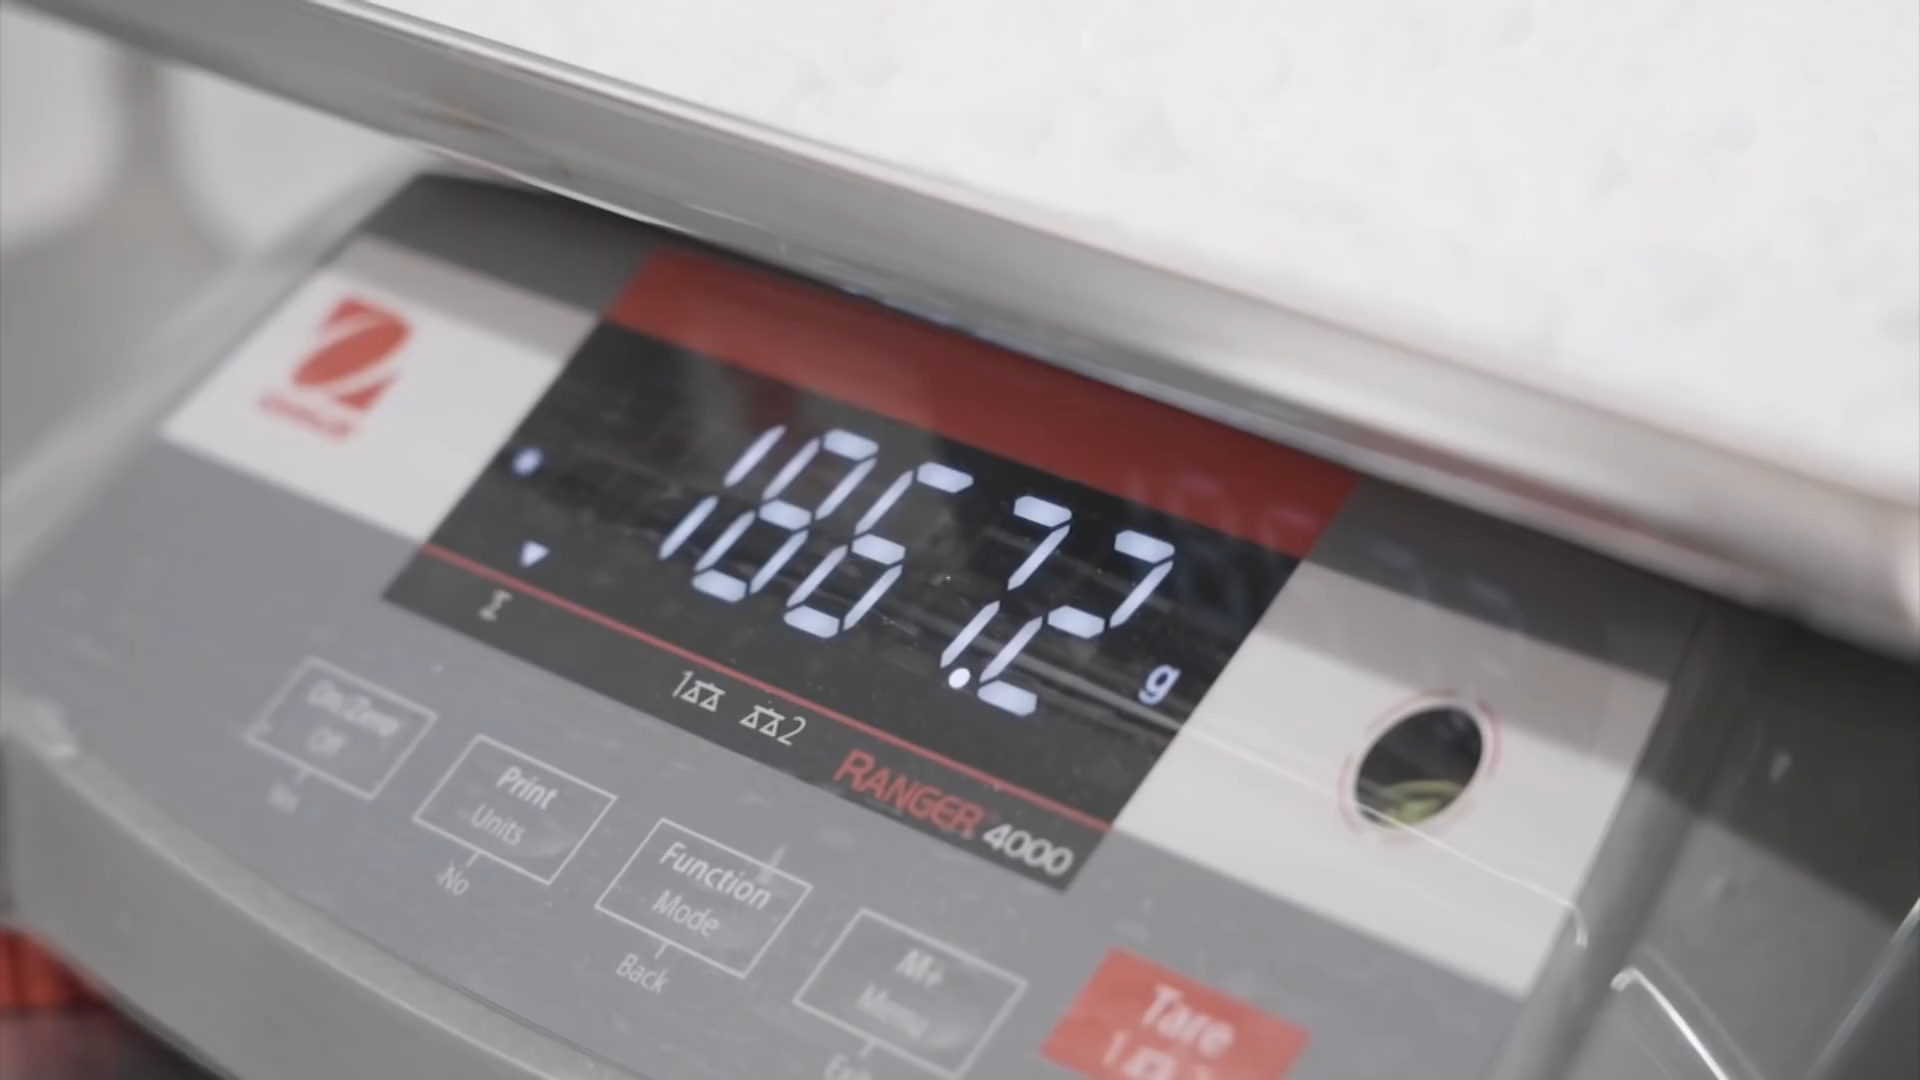 1867.2 g
Σ
1 2
RANGER 4000
On/Zero
Off
Print
Units
No
Function
Mode
Back
M+
Menu
Tare